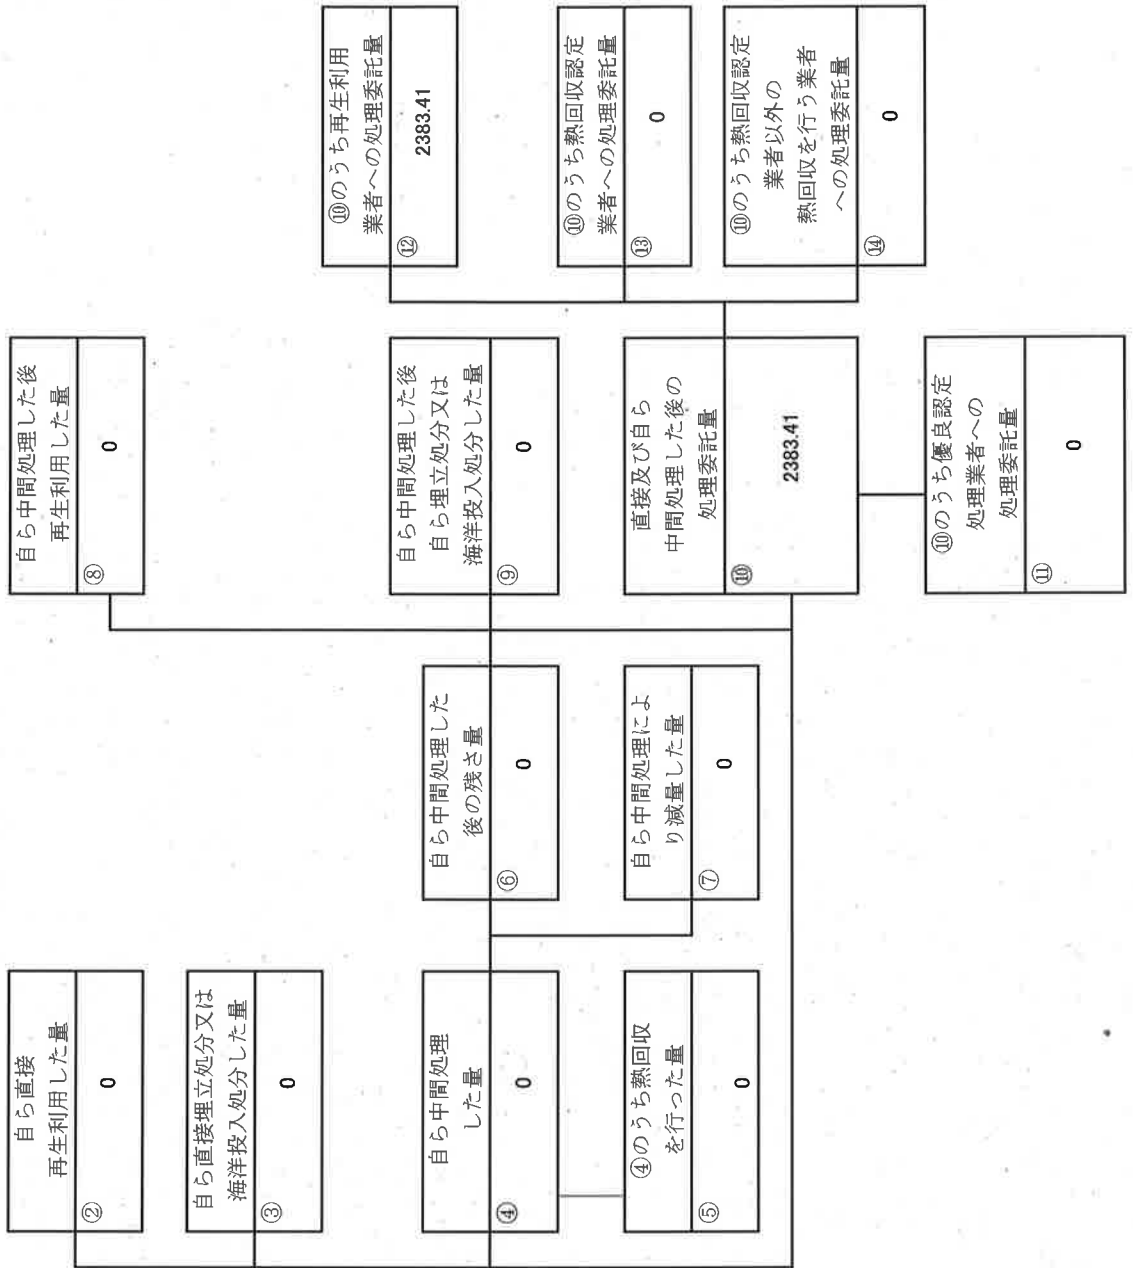 自ら直接
再生利用した量
②
0
自ら直接埋立処分又は
海洋投入処分した量
③
0
自ら中間処理
した量
④
0
④のうち熱回収
を行った量
⑤
0
自ら中間処理した
後の残さ量
⑥
0
自ら中間処理によ
り減量した量
⑦
0
自ら中間処理した後
再生利用した量
⑧
0
自ら中間処理した後
自ら埋立処分又は
海洋投入処分した量
⑨
0
直接及び自ら
中間処理した後の
処理委託量
⑩
2383.41
⑩のうち優良認定
処理業者への
処理委託量
⑪
0
⑩のうち再生利用
業者への処理委託量
⑫
2383.41
⑩のうち熱回収認定
業者への処理委託量
⑬
0
⑩のうち熱回収認定
業者以外の
熱回収を行う業者
への処理委託量
⑭
0